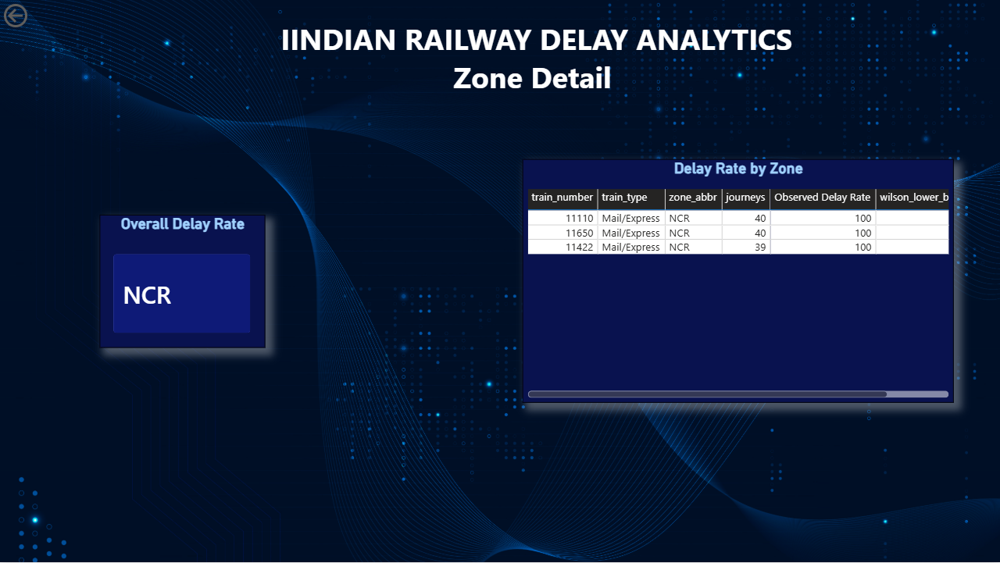 IINDIAN RAILWAY DELAY ANALYTICS
Zone Detail
Overall Delay Rate
NCR
Delay Rate by Zone
train_number train_type zone_abbr journeys Observed Delay Rate wilson_lower_b
11110 Mail/Express NCR 40 100
11650 Mail/Express NCR 40 100
11422 Mail/Express NCR 39 100